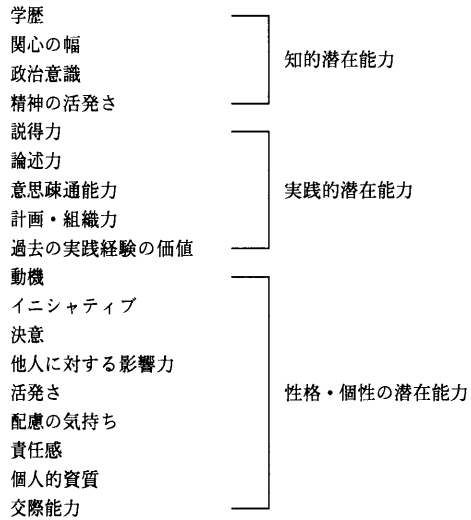 学歴
関心の幅
政治意識
精神の活発さ
知的潜在能力
説得力
論述力
意思疎通能力
計画・組織力
過去の実践経験の価値
実践的潜在能力
動機
イニシャティブ
決意
他人に対する影響力
活発さ
配慮の気持ち
責任感
個人的資質
交際能力
性格・個性の潜在能力